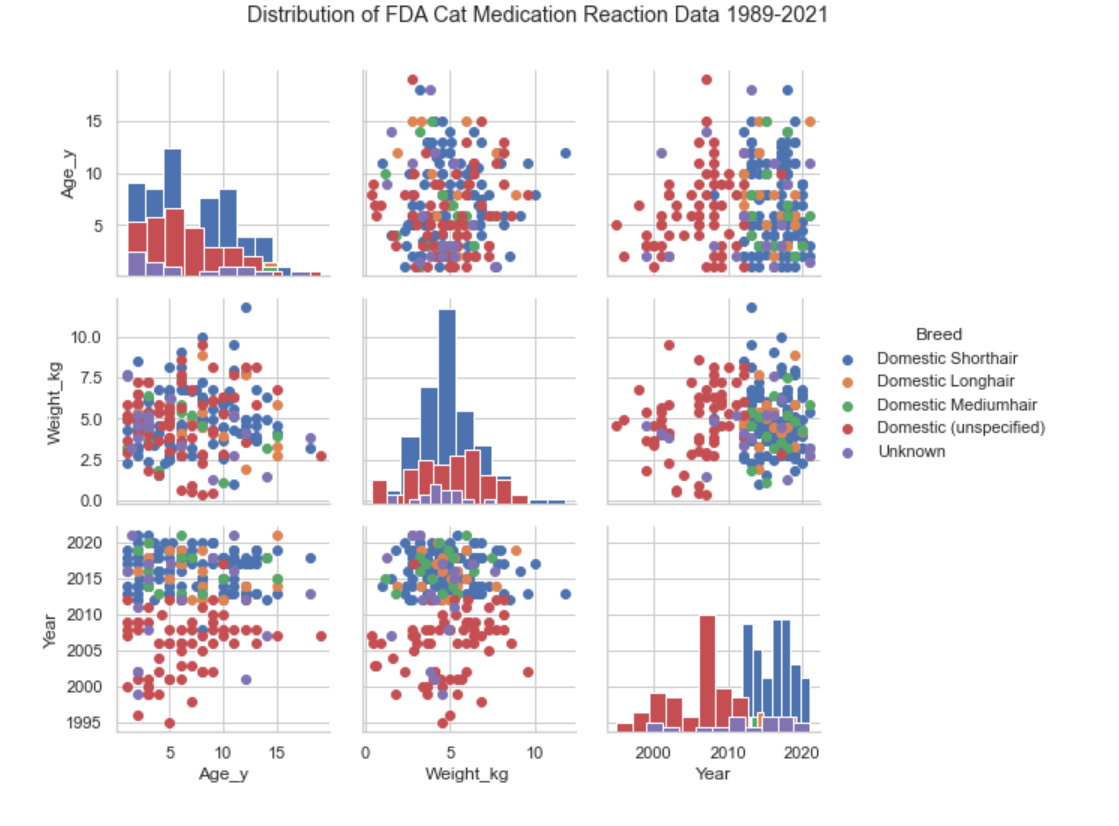 Distribution of FDA Cat Medication Reaction Data 1989-2021
15
10
5
Age_y
10.0
7.5
5.0
2.5
0.0
Weight_kg
Breed
Domestic Shorthair
Domestic Longhair
Domestic Mediumhair
Domestic (unspecified)
Unknown
2020
2015
2010
2005
2000
1995
Year
5 10 15
Age_y
0 5 10
Weight_kg
2000 2010 2020
Year